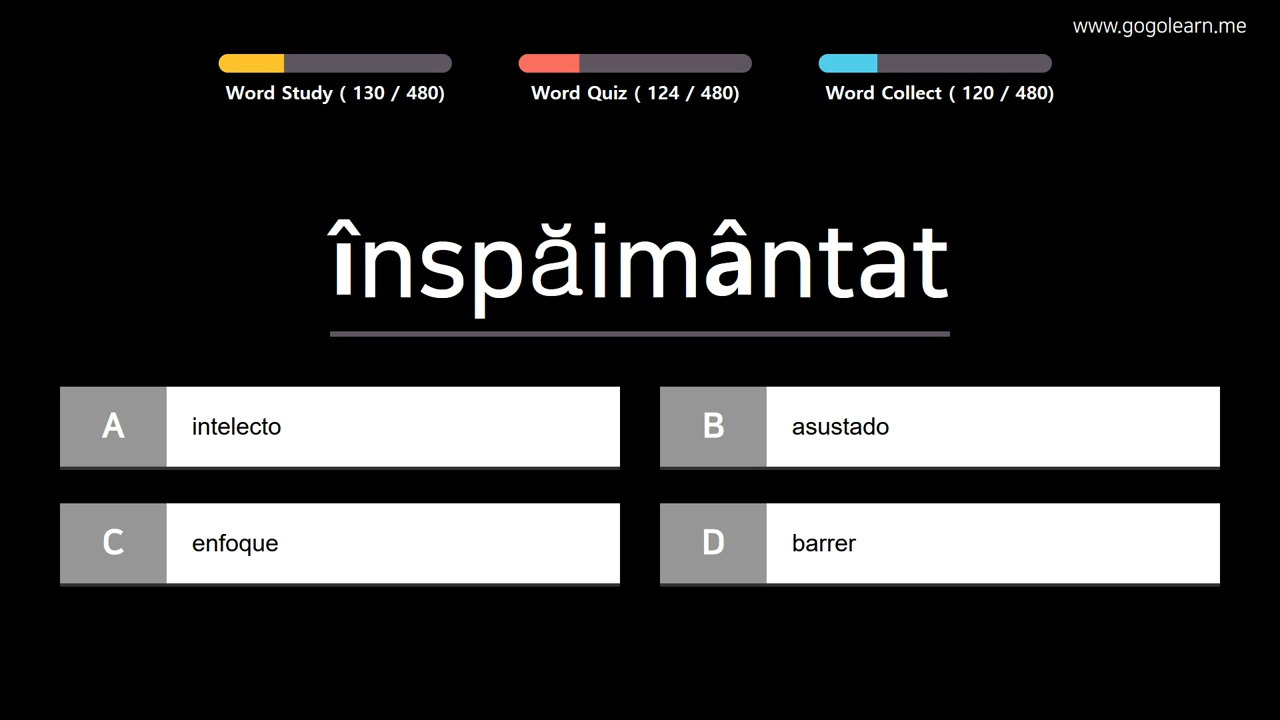 www.gogolearn.me
Word Study ( 130 / 480)
Word Quiz ( 124 / 480)
Word Collect ( 120 / 480)
înspăimântat
A intelecto
B asustado
C enfoque
D barrer